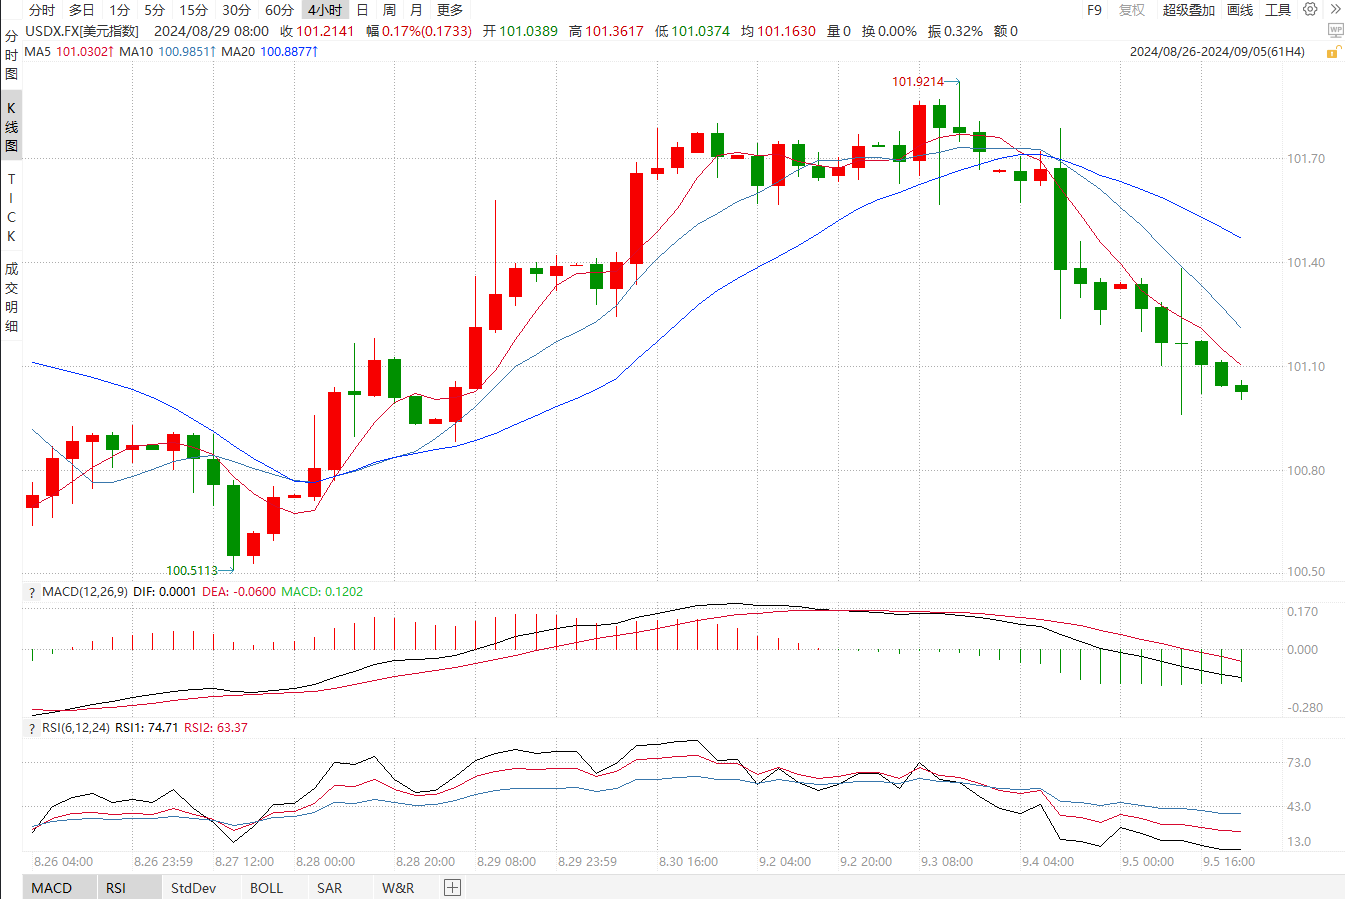 分时 多日 1分 5分 15分 30分 60分 4小时 日 周 月 更多 F9 复权 超级叠加 画线 工具
USDX.FX[美元指数] 2024/08/29 08:00 收 101.2141 幅 0.17%(0.1733) 开 101.0389 高 101.3617 低 101.0374 均 101.1630 量 0 换 0.00% 振 0.32% 额 0
MA5 101.0302↑ MA10 100.9851↑ MA20 100.8877↑ 2024/08/26-2024/09/05(61H4)
WP
分时图
K线图
TICK
成交明细
101.9214
101.70
101.40
101.10
100.80
100.5113
100.50
? MACD(12,26,9) DIF: 0.0001 DEA: -0.0600 MACD: 0.1202
0.170
0.000
-0.280
? RSI(6,12,24) RSI1: 74.71 RSI2: 63.37
73.0
43.0
13.0
8.26 04:00 8.26 23:59 8.27 12:00 8.28 00:00 8.28 20:00 8.29 08:00 8.29 23:59 8.30 16:00 9.2 04:00 9.2 20:00 9.3 08:00 9.4 04:00 9.5 00:00 9.5 16:00
MACD RSI StdDev BOLL SAR W&R